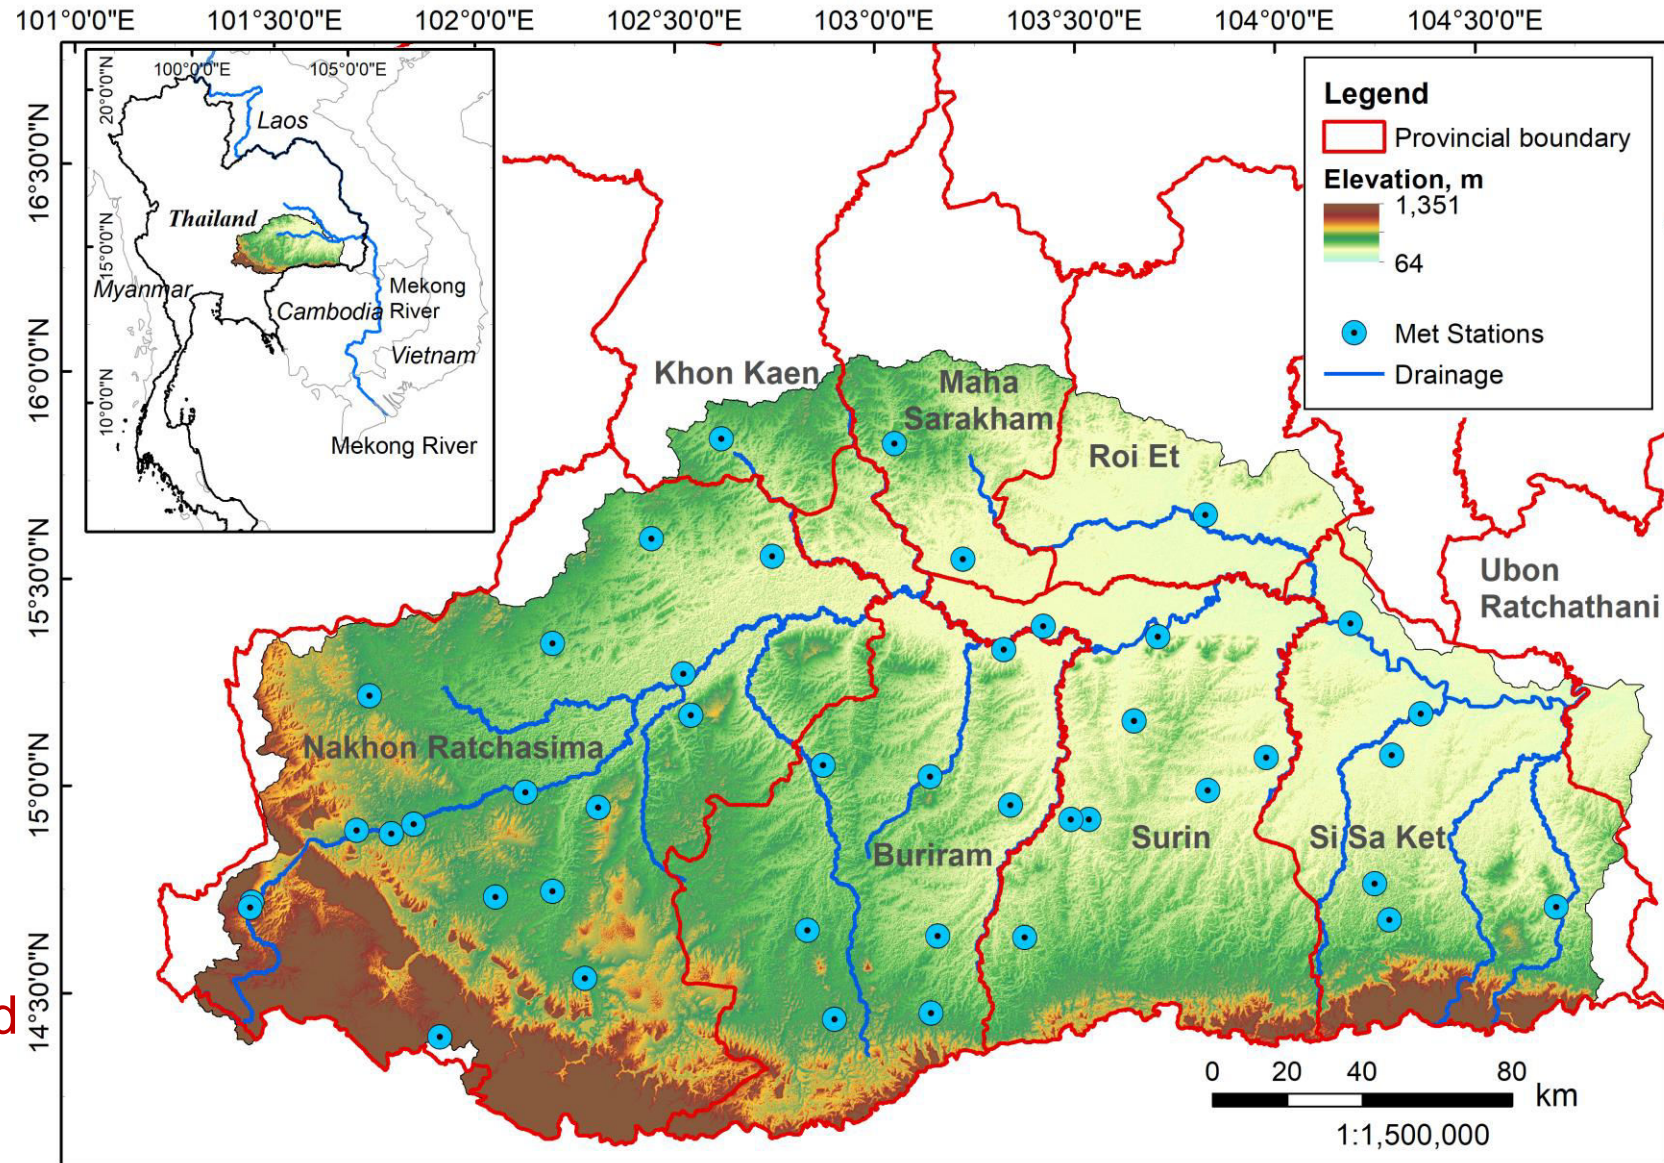 101°0'0"E 101°30'0"E 102°0'0"E 102°30'0"E 103°0'0"E 103°30'0"E 104°0'0"E 104°30'0"E
16°30'0"N
16°0'0"N
15°30'0"N
15°0'0"N
14°30'0"N
100°0'0"E 105°0'0"E
20°0'0"N
15°0'0"N
10°0'0"N
Laos
Thailand
Myanmar
Cambodia
Mekong
River
Vietnam
Mekong River
Legend
Provincial boundary
Elevation, m
1,351
64
Met Stations
Drainage
Khon Kaen
Maha
Sarakham
Roi Et
Ubon
Ratchathani
Nakhon Ratchasima
Buriram
Surin
Si Sa Ket
d
0 20 40 80
km
1:1,500,000